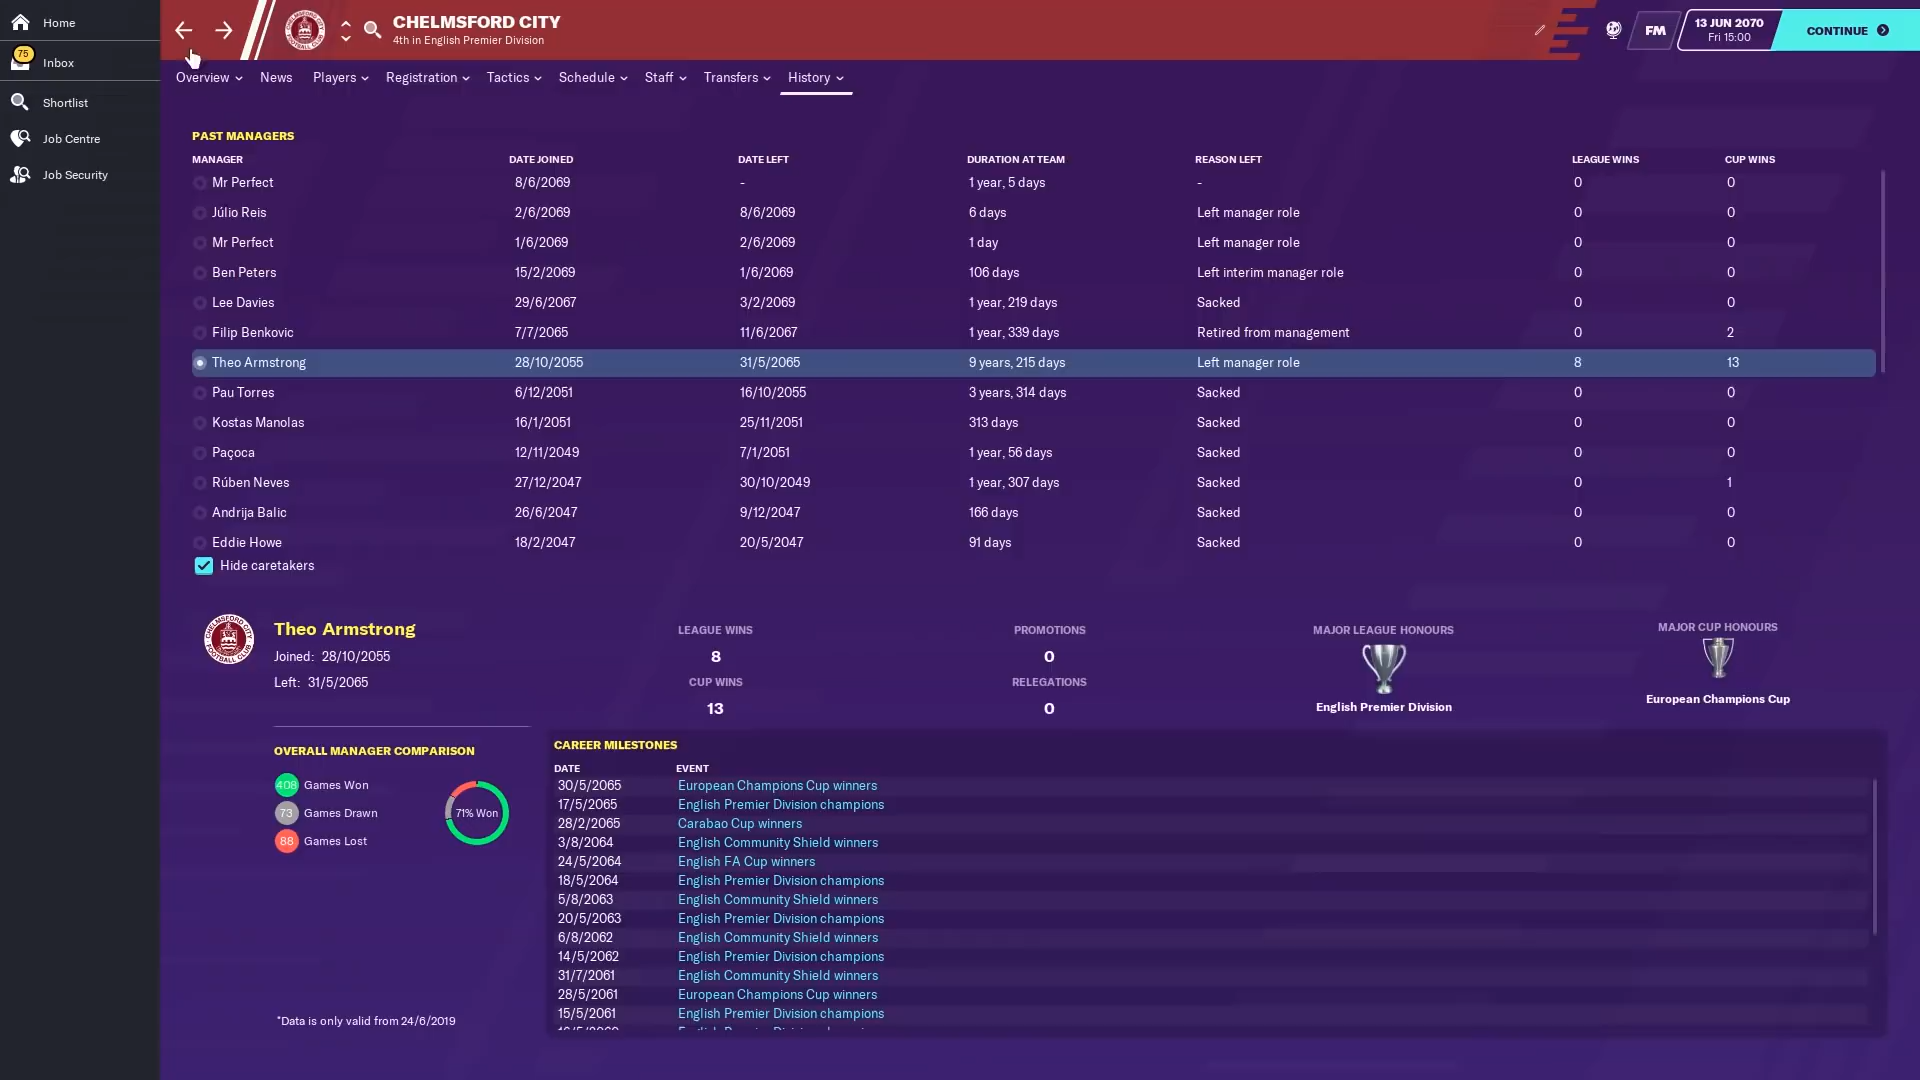 Home
75
Inbox
Shortlist
Job Centre
Job Security
CHELMSFORD CITY
4th in English Premier Division
FM
13 JUN 2070
Fri 15:00
CONTINUE
Overview News Players Registration Tactics Schedule Staff Transfers History
PAST MANAGERS
MANAGER DATE JOINED DATE LEFT DURATION AT TEAM REASON LEFT LEAGUE WINS CUP WINS
Mr Perfect 8/6/2069 - 1 year, 5 days - 0 0
Júlio Reis 2/6/2069 8/6/2069 6 days Left manager role 0 0
Mr Perfect 1/6/2069 2/6/2069 1 day Left manager role 0 0
Ben Peters 15/2/2069 1/6/2069 106 days Left interim manager role 0 0
Lee Davies 29/6/2067 3/2/2069 1 year, 219 days Sacked 0 0
Filip Benkovic 7/7/2065 11/6/2067 1 year, 339 days Retired from management 0 2
Theo Armstrong 28/10/2055 31/5/2065 9 years, 215 days Left manager role 8 13
Pau Torres 6/12/2051 16/10/2055 3 years, 314 days Sacked 0 0
Kostas Manolas 16/1/2051 25/11/2051 313 days Sacked 0 0
Paçoca 12/11/2049 7/1/2051 1 year, 56 days Sacked 0 0
Rúben Neves 27/12/2047 30/10/2049 1 year, 307 days Sacked 0 1
Andrija Balic 26/6/2047 9/12/2047 166 days Sacked 0 0
Eddie Howe 18/2/2047 20/5/2047 91 days Sacked 0 0
Hide caretakers
CHELMSFORD CITY
FOOTBALL CLUB
Theo Armstrong
Joined: 28/10/2055
Left: 31/5/2065
LEAGUE WINS
8
CUP WINS
13
PROMOTIONS
0
RELEGATIONS
0
MAJOR LEAGUE HONOURS
English Premier Division
MAJOR CUP HONOURS
European Champions Cup
OVERALL MANAGER COMPARISON
408 Games Won
73 Games Drawn
88 Games Lost
71% Won
*Data is only valid from 24/6/2019
CAREER MILESTONES
DATE EVENT
30/5/2065 European Champions Cup winners
17/5/2065 English Premier Division champions
28/2/2065 Carabao Cup winners
3/8/2064 English Community Shield winners
24/5/2064 English FA Cup winners
18/5/2064 English Premier Division champions
5/8/2063 English Community Shield winners
20/5/2063 English Premier Division champions
6/8/2062 English Community Shield winners
14/5/2062 English Premier Division champions
31/7/2061 English Community Shield winners
28/5/2061 European Champions Cup winners
15/5/2061 English Premier Division champions